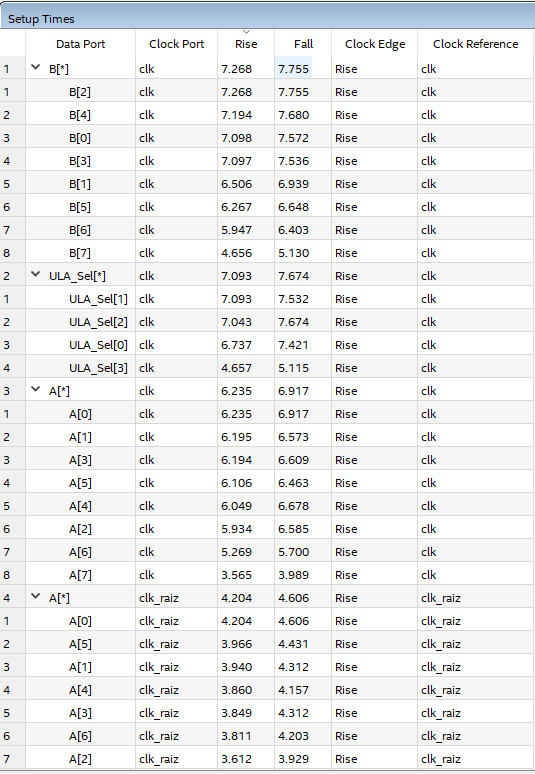 Setup Times
Data Port Clock Port Rise Fall Clock Edge Clock Reference
1 B[*] clk 7.268 7.755 Rise clk
1 B[2] clk 7.268 7.755 Rise clk
2 B[4] clk 7.194 7.680 Rise clk
3 B[0] clk 7.098 7.572 Rise clk
4 B[3] clk 7.097 7.536 Rise clk
5 B[1] clk 6.506 6.939 Rise clk
6 B[5] clk 6.267 6.648 Rise clk
7 B[6] clk 5.947 6.403 Rise clk
8 B[7] clk 4.656 5.130 Rise clk
2 ULA_Sel[*] clk 7.093 7.674 Rise clk
1 ULA_Sel[1] clk 7.093 7.532 Rise clk
2 ULA_Sel[2] clk 7.043 7.674 Rise clk
3 ULA_Sel[0] clk 6.737 7.421 Rise clk
4 ULA_Sel[3] clk 4.657 5.115 Rise clk
3 A[*] clk 6.235 6.917 Rise clk
1 A[0] clk 6.235 6.917 Rise clk
2 A[1] clk 6.195 6.573 Rise clk
3 A[3] clk 6.194 6.609 Rise clk
4 A[5] clk 6.106 6.463 Rise clk
5 A[4] clk 6.049 6.678 Rise clk
6 A[2] clk 5.934 6.585 Rise clk
7 A[6] clk 5.269 5.700 Rise clk
8 A[7] clk 3.565 3.989 Rise clk
4 A[*] clk_raiz 4.204 4.606 Rise clk_raiz
1 A[0] clk_raiz 4.204 4.606 Rise clk_raiz
2 A[5] clk_raiz 3.966 4.431 Rise clk_raiz
3 A[1] clk_raiz 3.940 4.312 Rise clk_raiz
4 A[4] clk_raiz 3.860 4.157 Rise clk_raiz
5 A[3] clk_raiz 3.849 4.312 Rise clk_raiz
6 A[6] clk_raiz 3.811 4.203 Rise clk_raiz
7 A[2] clk_raiz 3.612 3.929 Rise clk_raiz